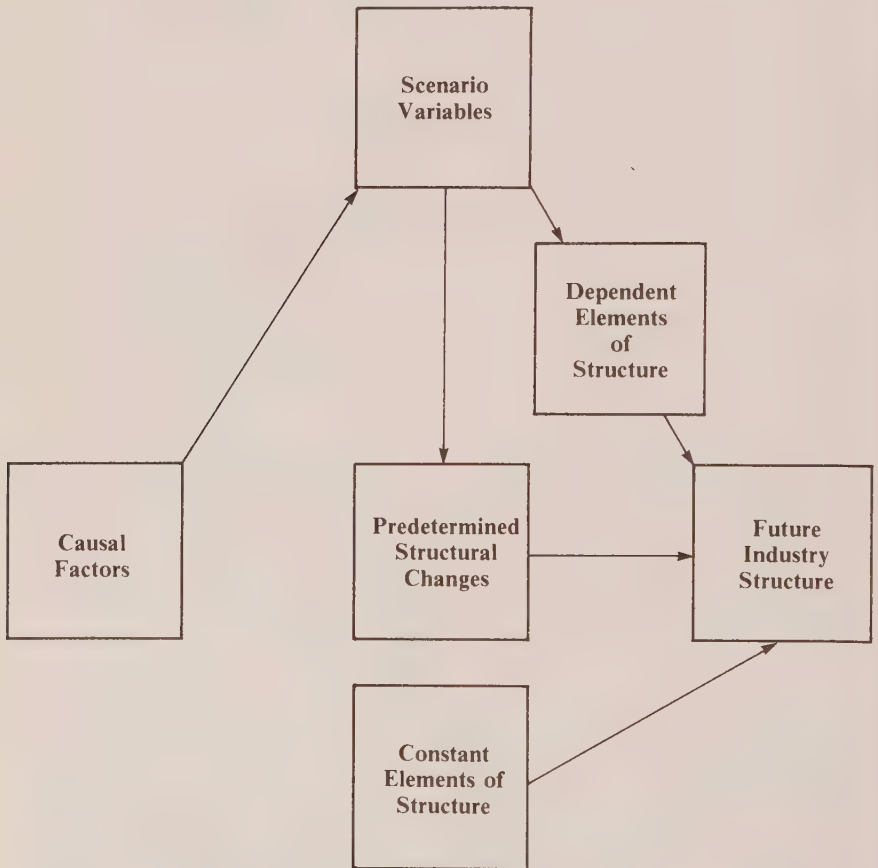 Scenario
Variables
Dependent
Elements
of
Structure
Causal
Factors
Predetermined
Structural
Changes
Future
Industry
Structure
Constant
Elements of
Structure